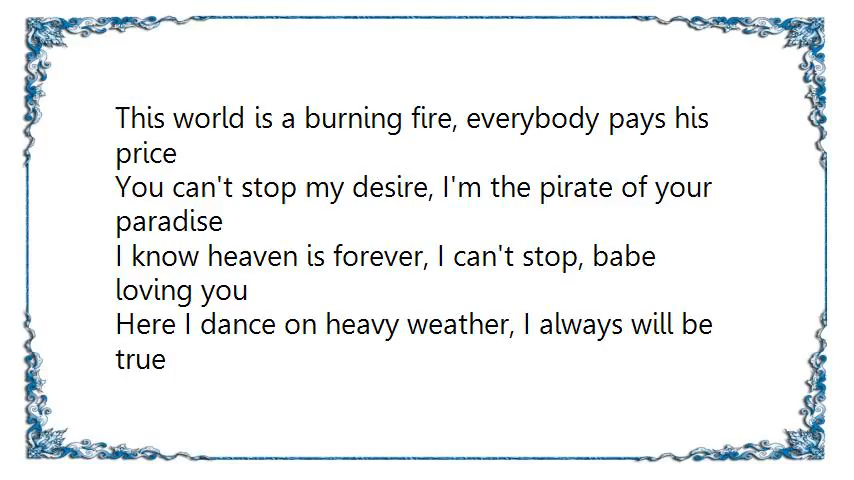 This world is a burning fire, everybody pays his
price
You can't stop my desire, I'm the pirate of your
paradise
I know heaven is forever, I can't stop, babe
loving you
Here I dance on heavy weather, I always will be
true